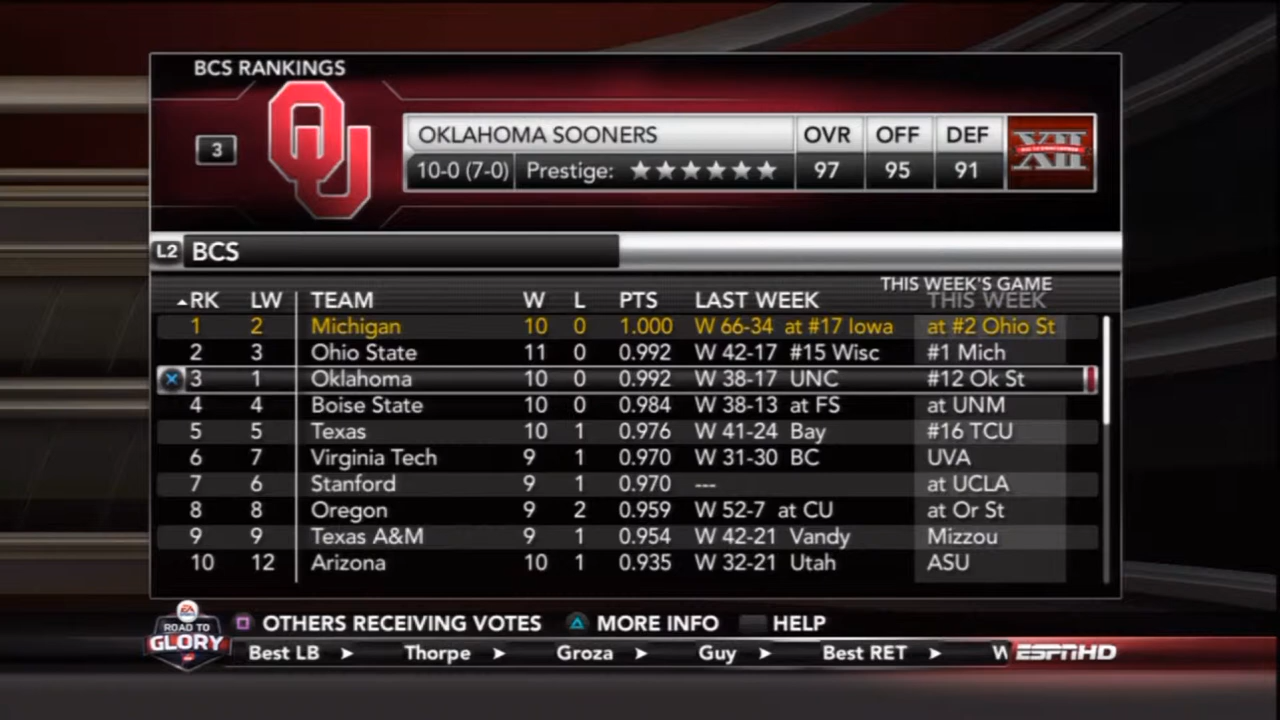 BCS RANKINGS
3
OU
OKLAHOMA SOONERS OVR OFF DEF
10-0 (7-0) Prestige: ★★★★★★ 97 95 91
XII
L2 BCS
THIS WEEK'S GAME
RK LW TEAM W L PTS LAST WEEK THIS WEEK
1 2 Michigan 10 0 1.000 W 66-34 at #17 Iowa at #2 Ohio St
2 3 Ohio State 11 0 0.992 W 42-17 #15 Wisc #1 Mich
3 1 Oklahoma 10 0 0.992 W 38-17 UNC #12 Ok St
4 4 Boise State 10 0 0.984 W 38-13 at FS at UNM
5 5 Texas 10 1 0.976 W 41-24 Bay #16 TCU
6 7 Virginia Tech 9 1 0.970 W 31-30 BC UVA
7 6 Stanford 9 1 0.970 --- at UCLA
8 8 Oregon 9 2 0.959 W 52-7 at CU at Or St
9 9 Texas A&M 9 1 0.954 W 42-21 Vandy Mizzou
10 12 Arizona 10 1 0.935 W 32-21 Utah ASU
EA
ROAD TO
GLORY
OTHERS RECEIVING VOTES MORE INFO HELP
Best LB Thorpe Groza Guy Best RET W ESPNHD